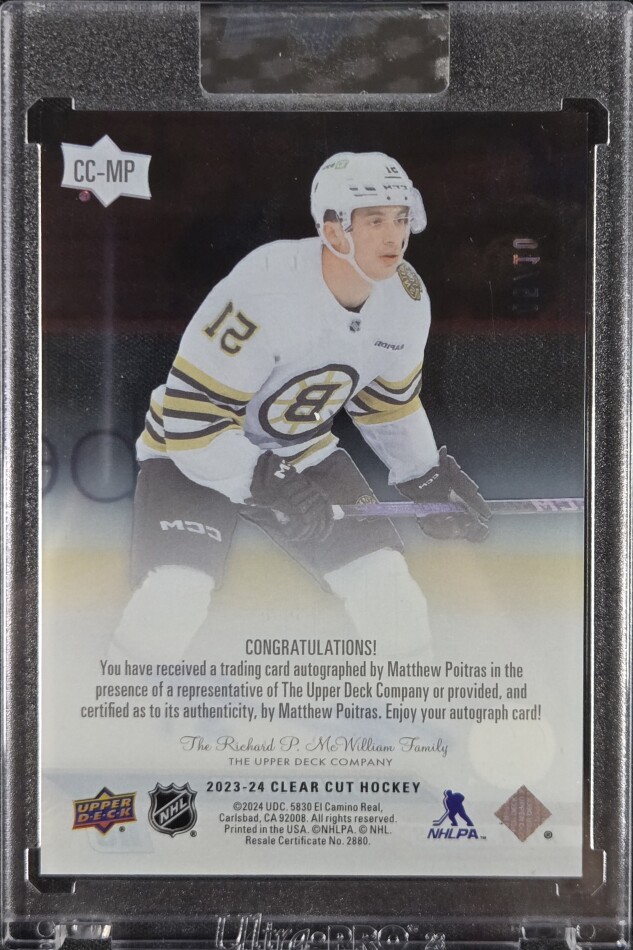 CC-MP
CONGRATULATIONS!
You have received a trading card autographed by Matthew Poitras in the
presence of a representative of The Upper Deck Company or provided, and
certified as to its authenticity, by Matthew Poitras. Enjoy your autograph card!
The Richard P. McWilliam Family
THE UPPER DECK COMPANY
2023-24 CLEAR CUT HOCKEY
©2024 UDC. 5830 El Camino Real,
Carlsbad, CA 92008. All rights reserved.
Printed in the USA. ©NHLPA. © NHL.
Resale Certificate No. 2880.
UPPER
D·E·C·K
®
NHL
®
NHLPA™
®
Ultra·PRO